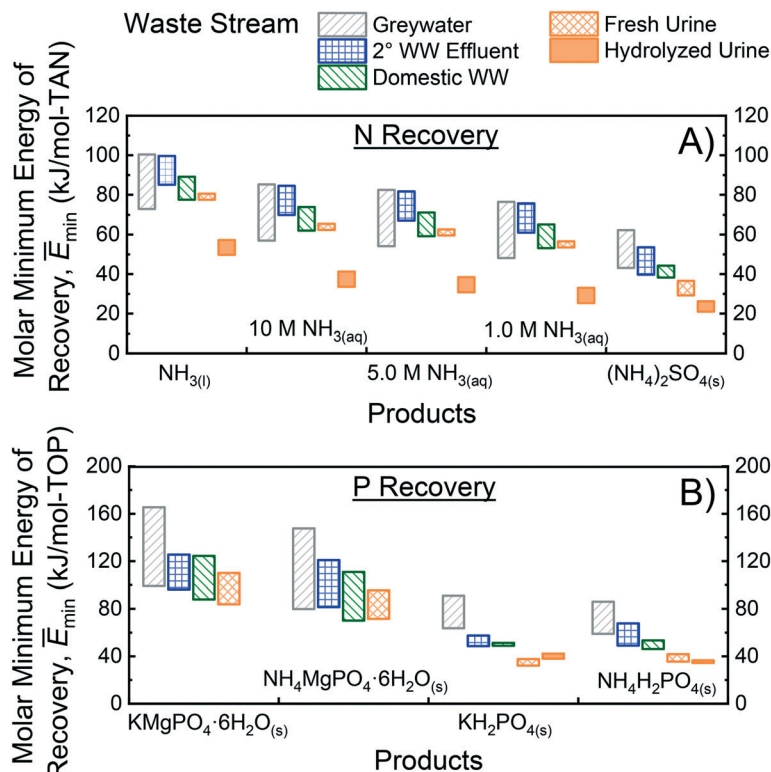 Waste Stream
Greywater
2° WW Effluent
Domestic WW
Fresh Urine
Hydrolyzed Urine
Molar Minimum Energy of
Recovery, E̅min (kJ/mol-TAN)
120
100
80
60
40
20
0
N Recovery
A)
120
100
80
60
40
20
0
10 M NH3(aq)
1.0 M NH3(aq)
NH3(l)
5.0 M NH3(aq)
(NH4)2SO4(s)
Products
Molar Minimum Energy of
Recovery, E̅min (kJ/mol-TOP)
200
160
120
80
40
0
P Recovery
B)
200
160
120
80
40
0
NH4MgPO4·6H2O(s)
NH4H2PO4(s)
KMgPO4·6H2O(s)
KH2PO4(s)
Products